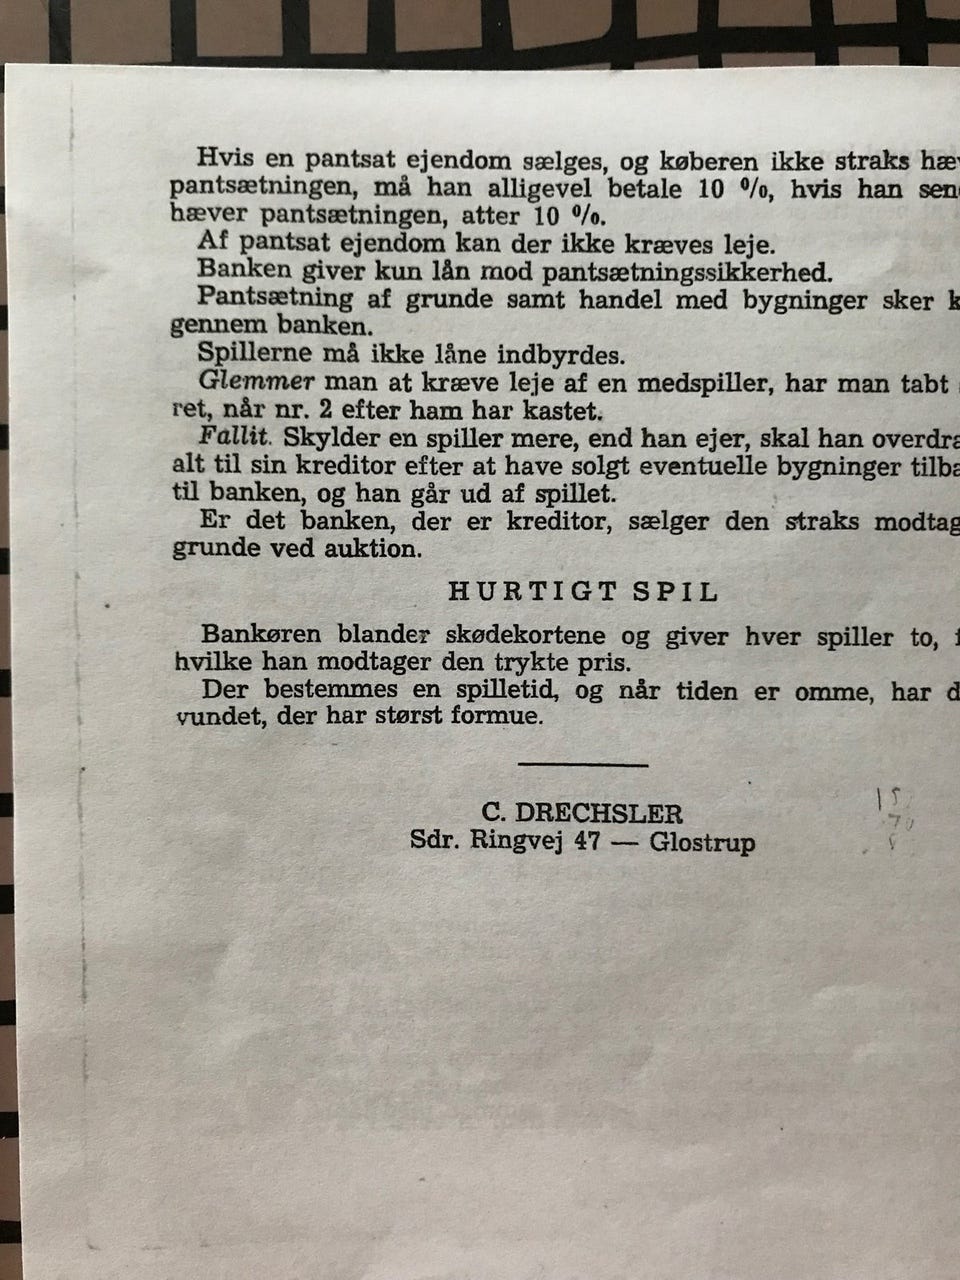 Hvis en pantsat ejendom sælges, og køberen ikke straks
pantsætningen, må han alligevel betale 10 %, hvis han
hæver pantsætningen, atter 10 %.
Af pantsat ejendom kan der ikke kræves leje.
Banken giver kun lån mod pantsætningssikkerhed.
Pantsætning af grunde samt handel med bygninger sker
gennem banken.
Spillerne må ikke låne indbyrdes.
Glemmer man at kræve leje af en medspiller, har man tabt
ret, når nr. 2 efter ham har kastet.
Fallit. Skylder en spiller mere, end han ejer, skal han
alt til sin kreditor efter at have solgt eventuelle bygninger
til banken, og han går ud af spillet.
Er det banken, der er kreditor, sælger den straks
grunde ved auktion.
HURTIGT SPIL
Bankøren blander skødekortene og giver hver spiller to,
hvilke han modtager den trykte pris.
Der bestemmes en spilletid, og når tiden er omme, har
vundet, der har størst formue.
C. DRECHSLER
Sdr. Ringvej 47 — Glostrup